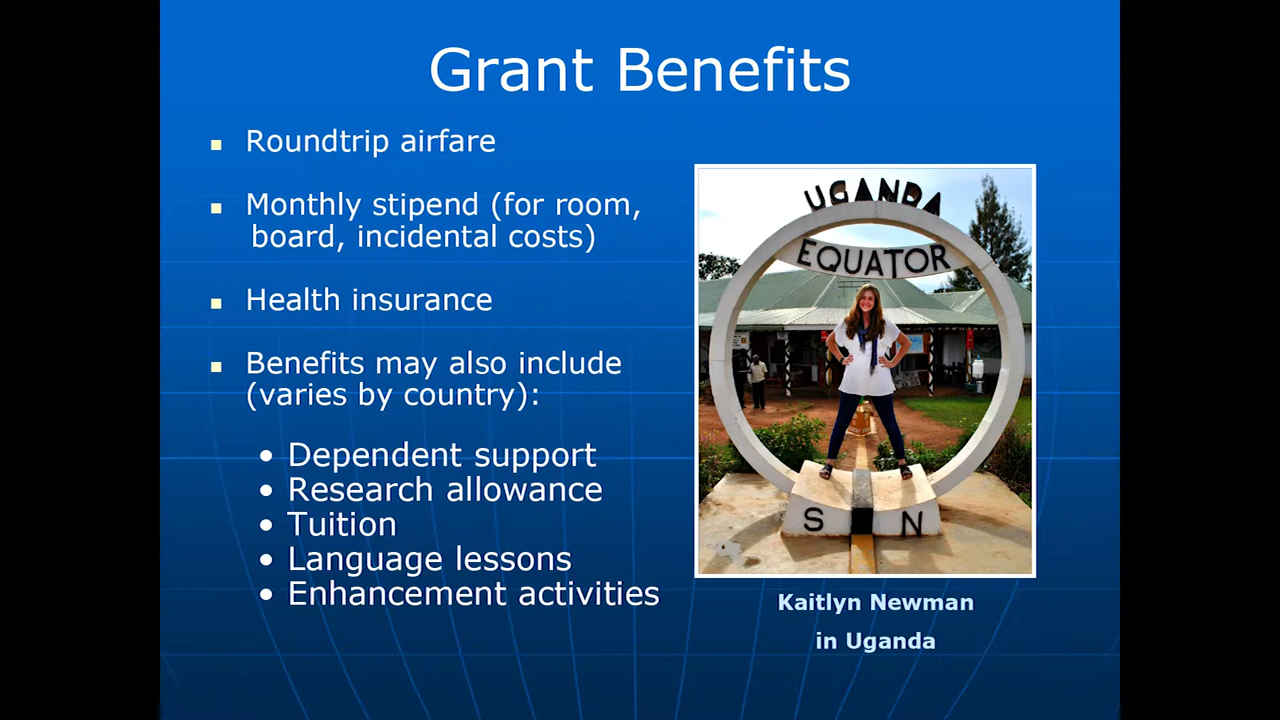 Grant Benefits
Roundtrip airfare
Monthly stipend (for room,
board, incidental costs)
Health insurance
Benefits may also include
(varies by country):
• Dependent support
• Research allowance
• Tuition
• Language lessons
• Enhancement activities
UGANDA
EQUATOR
S N
Kaitlyn Newman
in Uganda